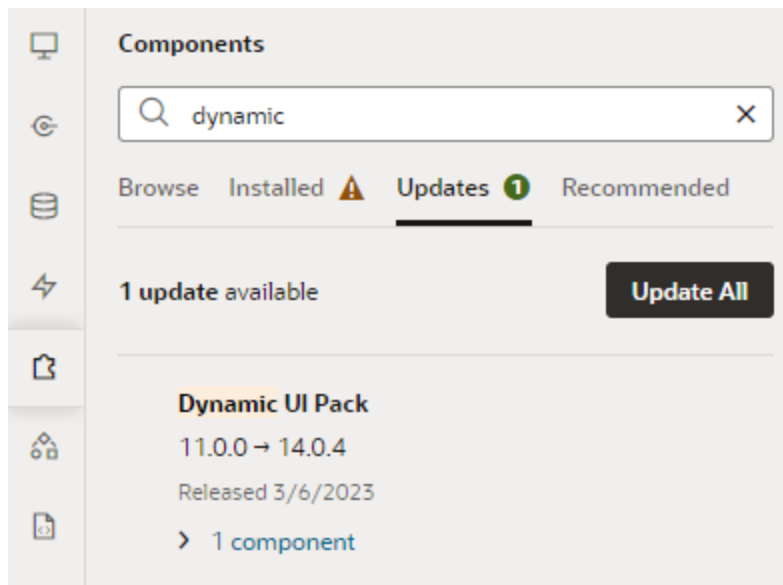 Components
dynamic
Browse Installed Updates 1 Recommended
1 update available Update All
Dynamic UI Pack
11.0.0 → 14.0.4
Released 3/6/2023
1 component